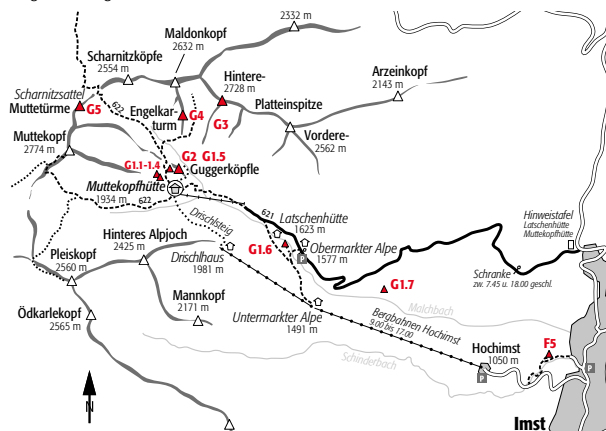 2332 m
Maldonkopf
2632 m
Scharnitzköpfe
2554 m
Hintere-
2728 m
Arzeinkopf
2143 m
Scharnitzsattel
Muttetürme
G5
622
Engelkar-
turm
G4
G3
Platteinspitze
Vordere-
2562 m
Muttekopf
2774 m
G1.1-1.4
G2 G1.5
Guggerköpfle
Muttekopfhütte
1934 m
622
Drischlsteig
621
Latschenhütte
1623 m
Hinweistafel
Latschenhütte
Muttekopfhütte
Hinteres Alpjoch
2425 m
Drischlhaus
1981 m
G1.6
Obermarkter Alpe
1577 m
P
Schranke
zw. 7.45 u. 18.00 geschl.
Pleiskopf
2560 m
G1.7
Malchbach
Mannkopf
2171 m
Ödkarlekopf
2565 m
Untermarkter Alpe
1491 m
Bergbahnen Hochimst
9.00 bis 17.00
Schinderbach
Hochimst
1050 m
P
F5
P
N
Imst